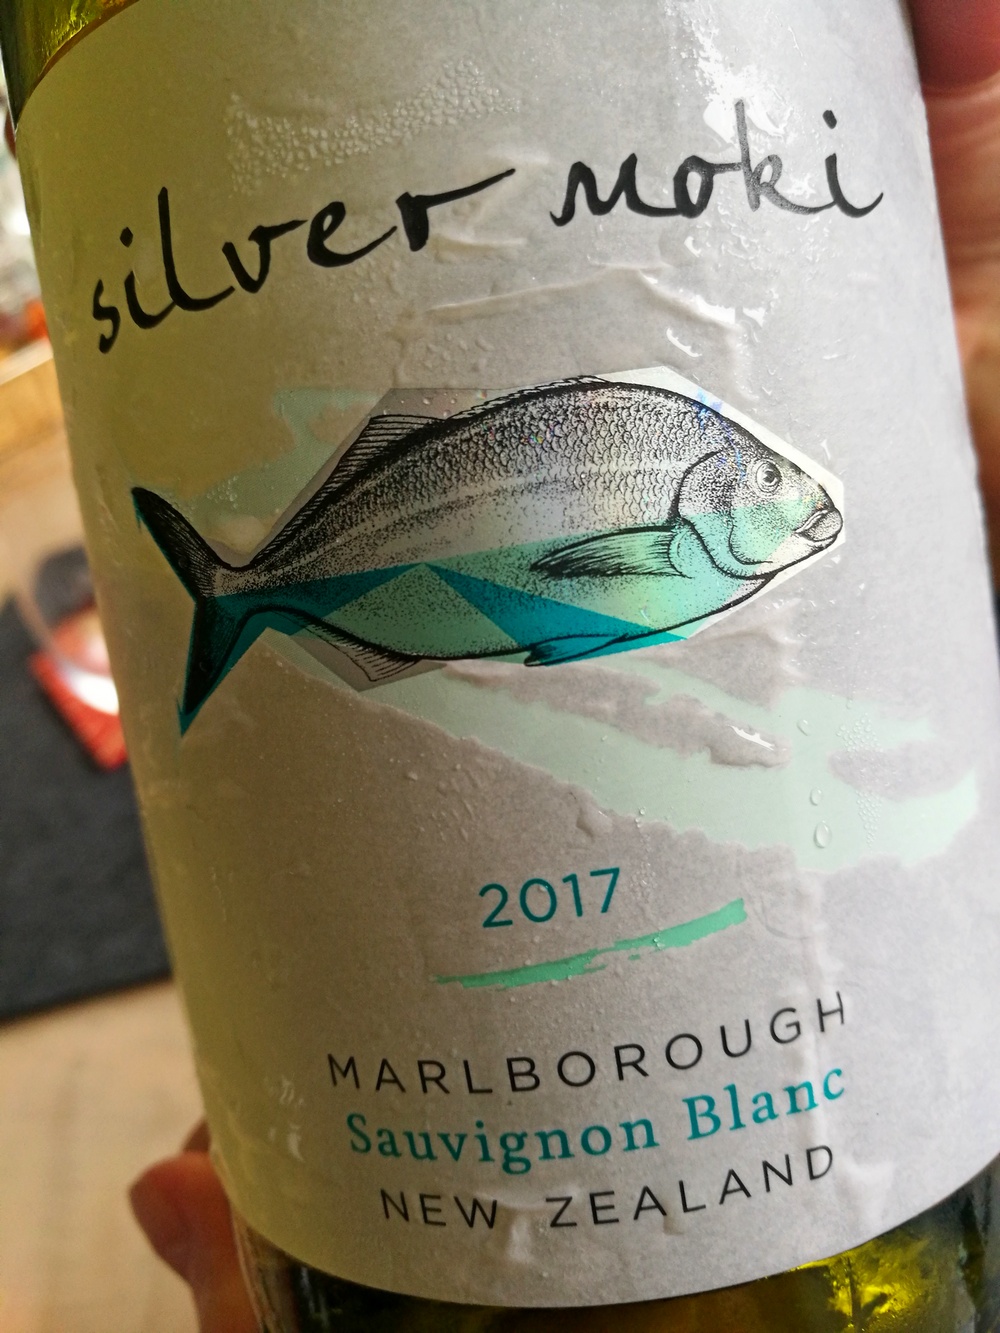 silver moki
2017
MARLBOROUGH
Sauvignon Blanc
NEW ZEALAND